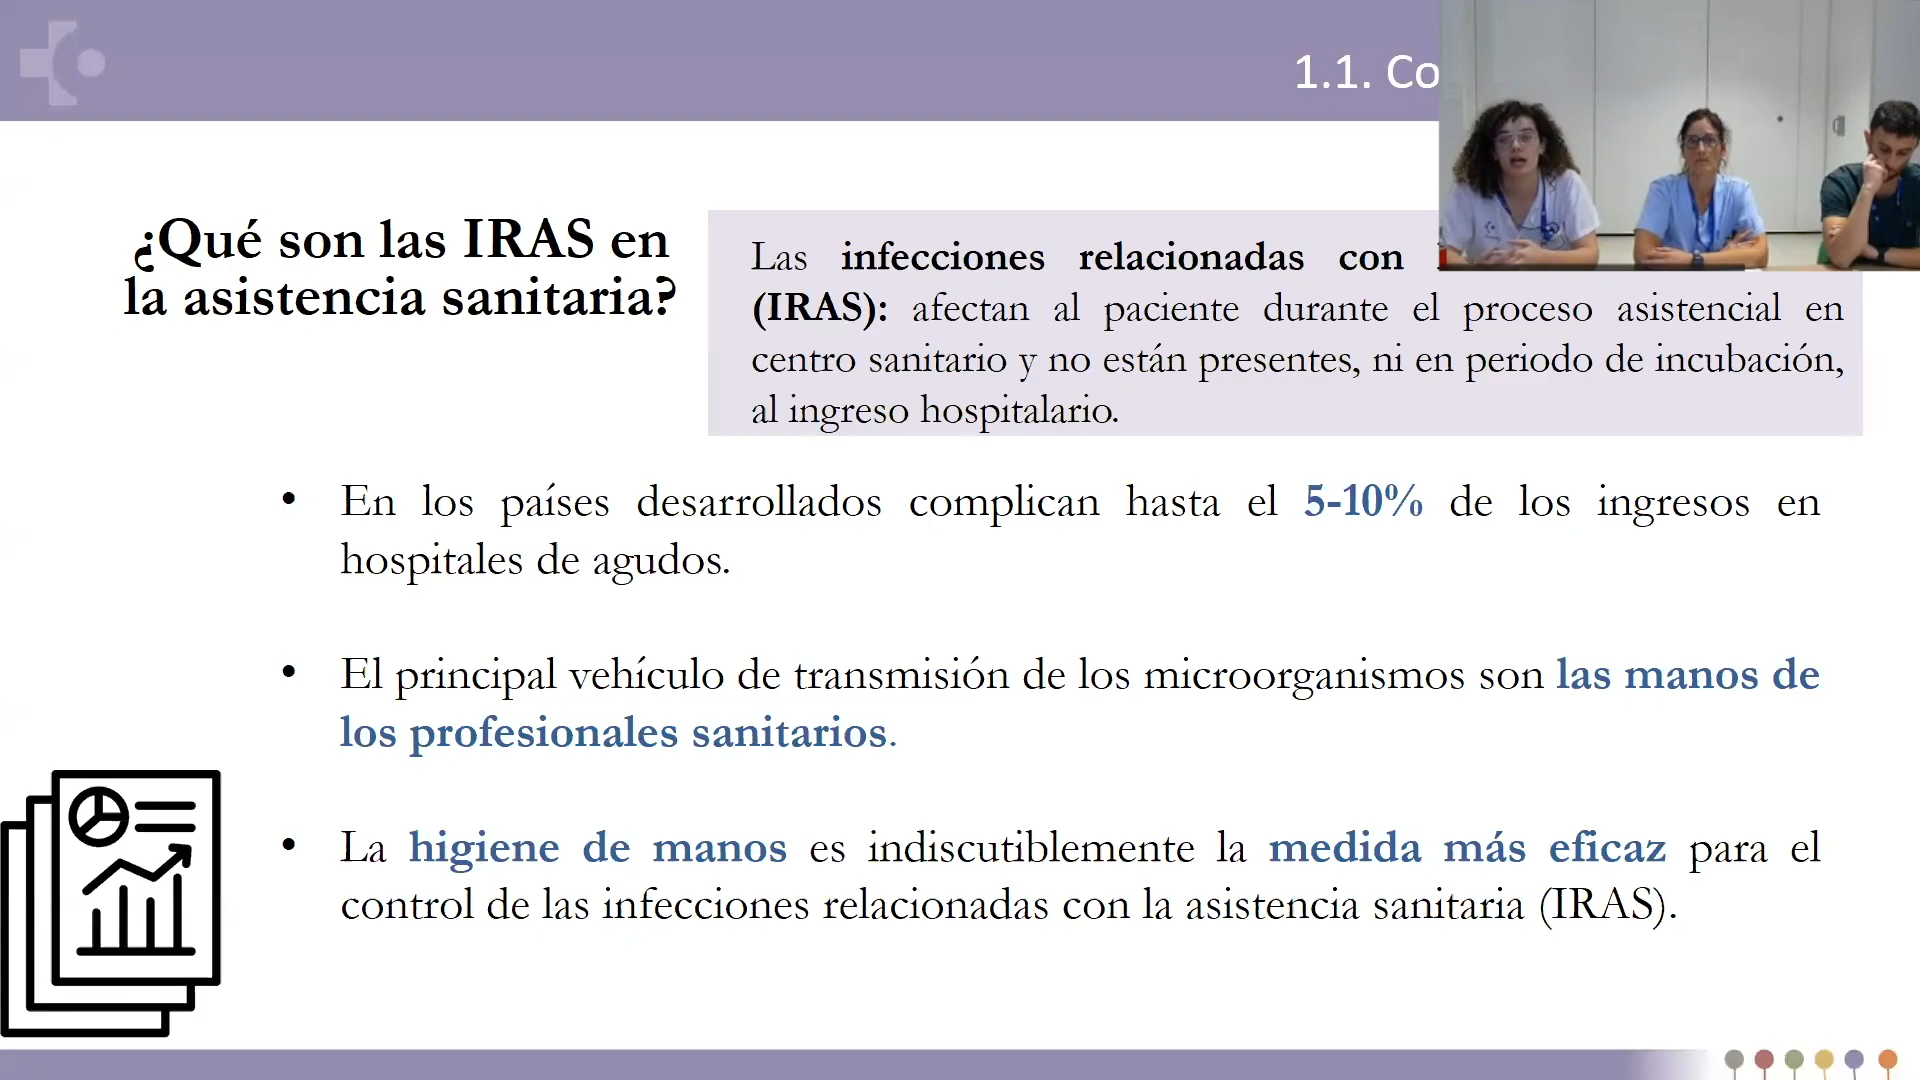 1.1. Co
¿Qué son las IRAS en
la asistencia sanitaria?
Las infecciones relacionadas con
(IRAS): afectan al paciente durante el proceso asistencial en
centro sanitario y no están presentes, ni en periodo de incubación,
al ingreso hospitalario.
• En los países desarrollados complican hasta el 5-10% de los ingresos en
hospitales de agudos.
• El principal vehículo de transmisión de los microorganismos son las manos de
los profesionales sanitarios.
• La higiene de manos es indiscutiblemente la medida más eficaz para el
control de las infecciones relacionadas con la asistencia sanitaria (IRAS).